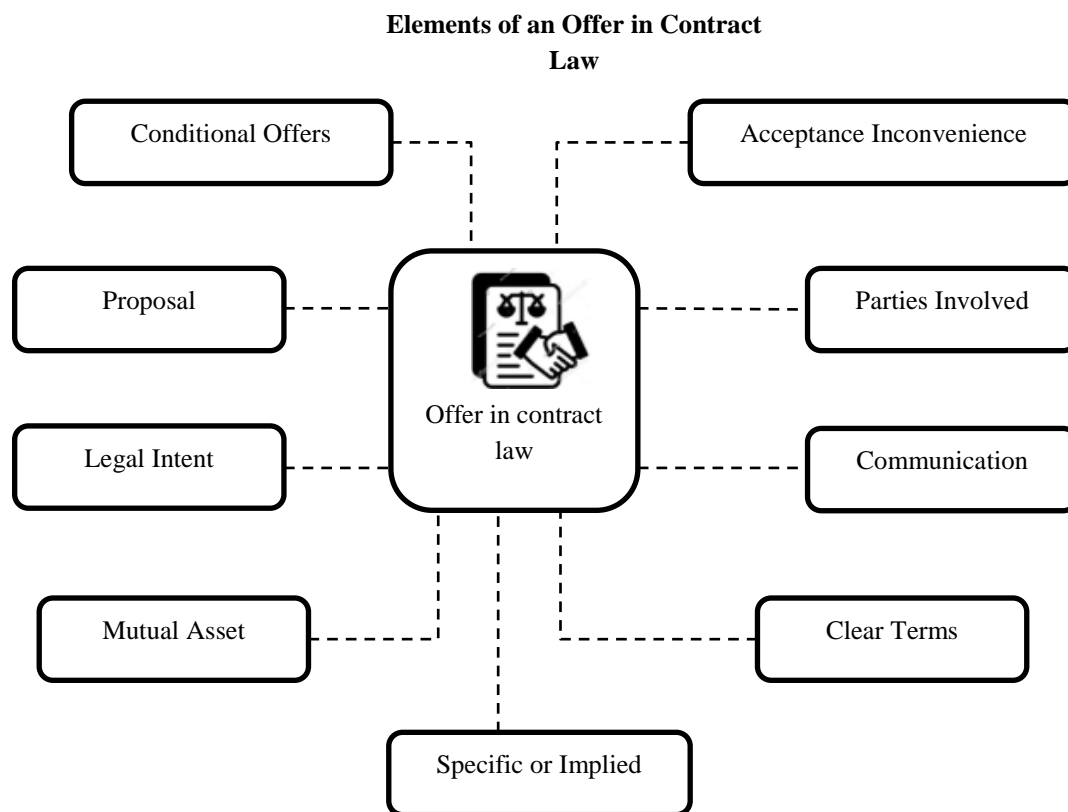 Elements of an Offer in Contract
Law
Conditional Offers
Acceptance Inconvenience
Proposal
Parties Involved
Offer in contract
law
Legal Intent
Communication
Mutual Asset
Clear Terms
Specific or Implied